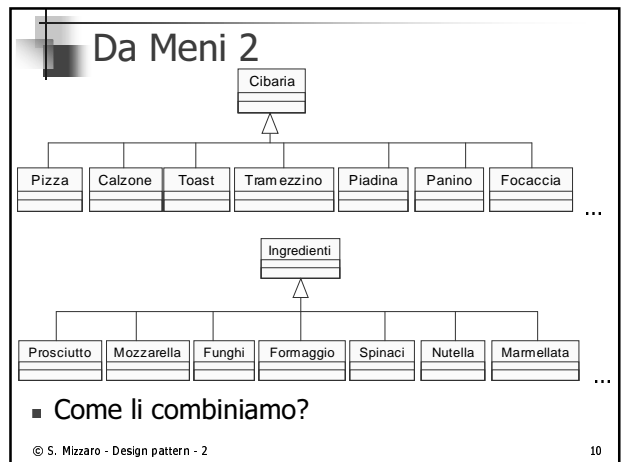 Da Meni 2
Cibaria
Pizza Calzone Toast Tramezzino Piadina Panino Focaccia
...
Ingredienti
Prosciutto Mozzarella Funghi Formaggio Spinaci Nutella Marmellata
...
■ Come li combiniamo?
© S. Mizzaro - Design pattern - 2 10